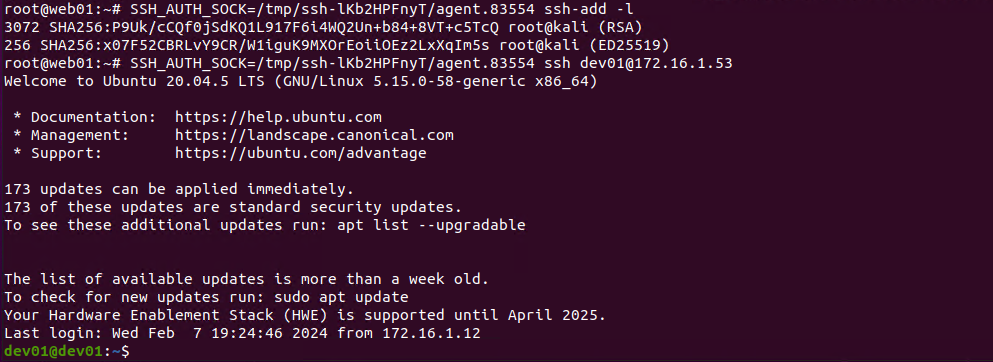 root@web01:~# SSH_AUTH_SOCK=/tmp/ssh-lKb2HPFnyT/agent.83554 ssh-add -l
3072 SHA256:P9Uk/cCQf0jSdKQ1L917F6i4WQ2Un+b84+8VT+c5TcQ root@kali (RSA)
256 SHA256:x07F52CBRLvY9CR/W1iguK9MXOrEoiiOEz2LxXqIm5s root@kali (ED25519)
root@web01:~# SSH_AUTH_SOCK=/tmp/ssh-lKb2HPFnyT/agent.83554 ssh dev01@172.16.1.53
Welcome to Ubuntu 20.04.5 LTS (GNU/Linux 5.15.0-58-generic x86_64)

 * Documentation:  https://help.ubuntu.com
 * Management:     https://landscape.canonical.com
 * Support:        https://ubuntu.com/advantage

173 updates can be applied immediately.
173 of these updates are standard security updates.
To see these additional updates run: apt list --upgradable

The list of available updates is more than a week old.
To check for new updates run: sudo apt update
Your Hardware Enablement Stack (HWE) is supported until April 2025.
Last login: Wed Feb  7 19:24:46 2024 from 172.16.1.12
dev01@dev01:~$